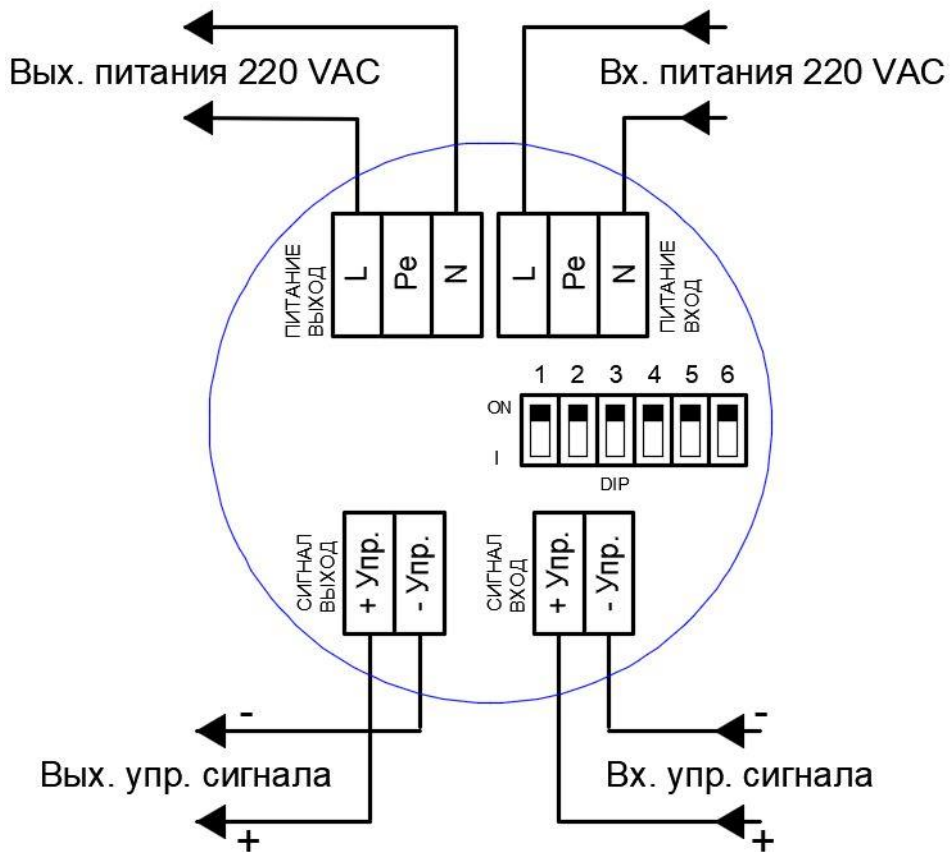 Вых. питания 220 VAC
Вх. питания 220 VAC
ПИТАНИЕ
ВЫХОД
L
Pe
N
L
Pe
N
ПИТАНИЕ
ВХОД
1 2 3 4 5 6
ON
I
DIP
СИГНАЛ
ВЫХОД
+ Упр.
- Упр.
СИГНАЛ
ВХОД
+ Упр.
- Упр.
-
-
Вых. упр. сигнала
Вх. упр. сигнала
+
+